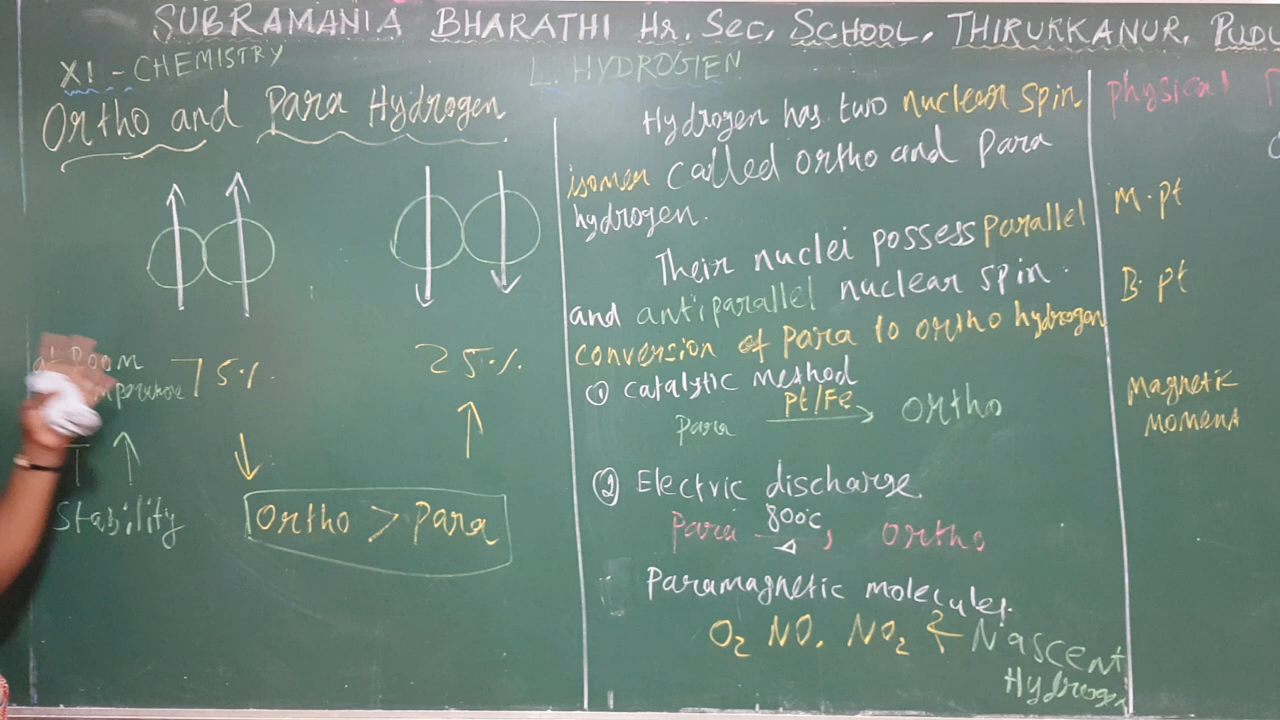 SUBRAMANIA BHARATHI Hr. Sec. SCHOOL, THIRUKKANUR, PUDU
XI - CHEMISTRY
L. HYDROGEN
Ortho and Para Hydrogen
Room
75.%
25.%
Stability
Ortho > Para
Hydrogen has two nuclear spin
isomer called ortho and para
hydrogen.
Their nuclei possess parallel
and antiparallel nuclear spin.
conversion of para to ortho hydrogen
① Catalytic method
Para Pt/Fe → Ortho
② Electric discharge.
Para 800°C → Ortho
Paramagnetic molecules.
O2 NO, NO2 ← Nascent
Hydrogen
Physical
M.pt
B.pt
Magnetic
moment